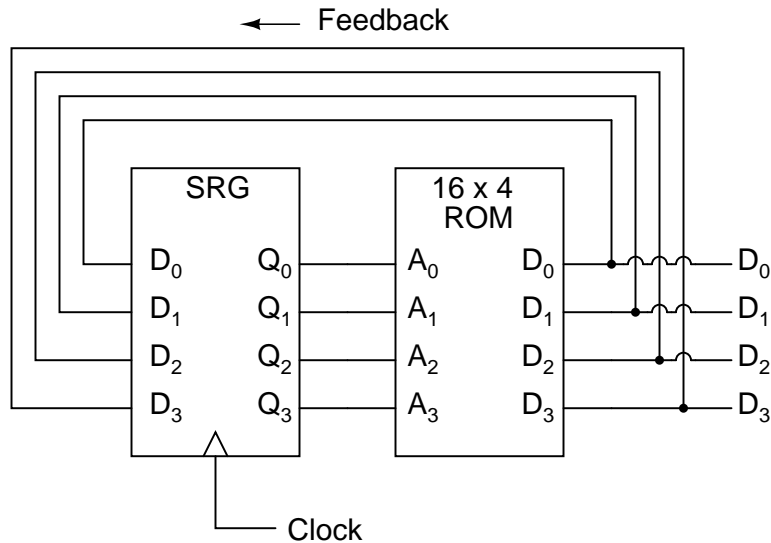 Feedback
SRG
16 x 4
ROM
D₀ Q₀ A₀ D₀ D₀
D₁ Q₁ A₁ D₁ D₁
D₂ Q₂ A₂ D₂ D₂
D₃ Q₃ A₃ D₃ D₃
Clock